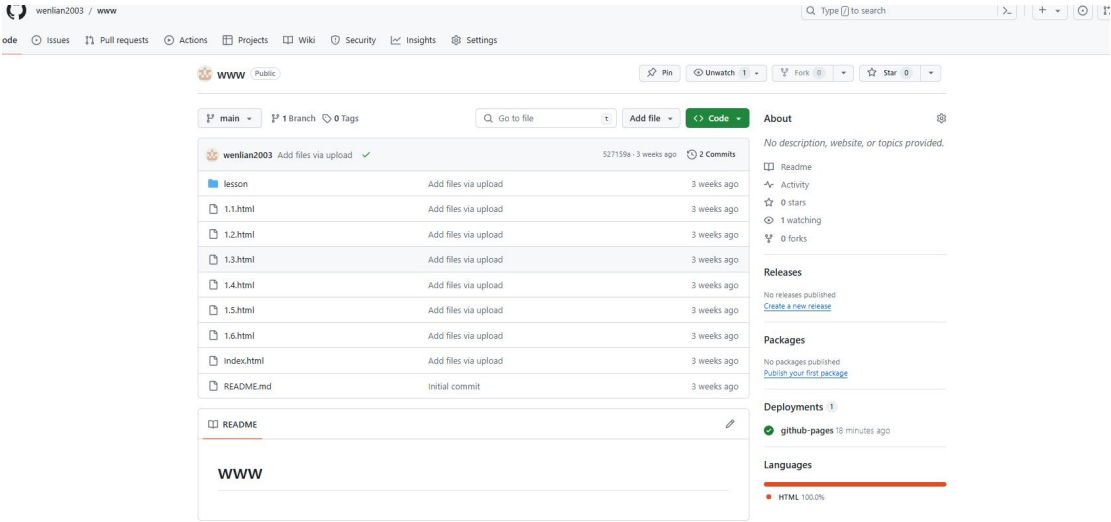 wenlian2003 / www
Type / to search
ode Issues Pull requests Actions Projects Wiki Security Insights Settings
www Public
Pin Unwatch 1 Fork 0 Star 0
main 1 Branch 0 Tags Go to file t Add file <> Code
wenlian2003 Add files via upload 527159a · 3 weeks ago 2 Commits
lesson Add files via upload 3 weeks ago
1.1.html Add files via upload 3 weeks ago
1.2.html Add files via upload 3 weeks ago
1.3.html Add files via upload 3 weeks ago
1.4.html Add files via upload 3 weeks ago
1.5.html Add files via upload 3 weeks ago
1.6.html Add files via upload 3 weeks ago
Index.html Add files via upload 3 weeks ago
README.md Initial commit 3 weeks ago
README
www
About
No description, website, or topics provided.
Readme
Activity
0 stars
1 watching
0 forks
Releases
No releases published
Create a new release
Packages
No packages published
Publish your first package
Deployments 1
github-pages 18 minutes ago
Languages
HTML 100.0%